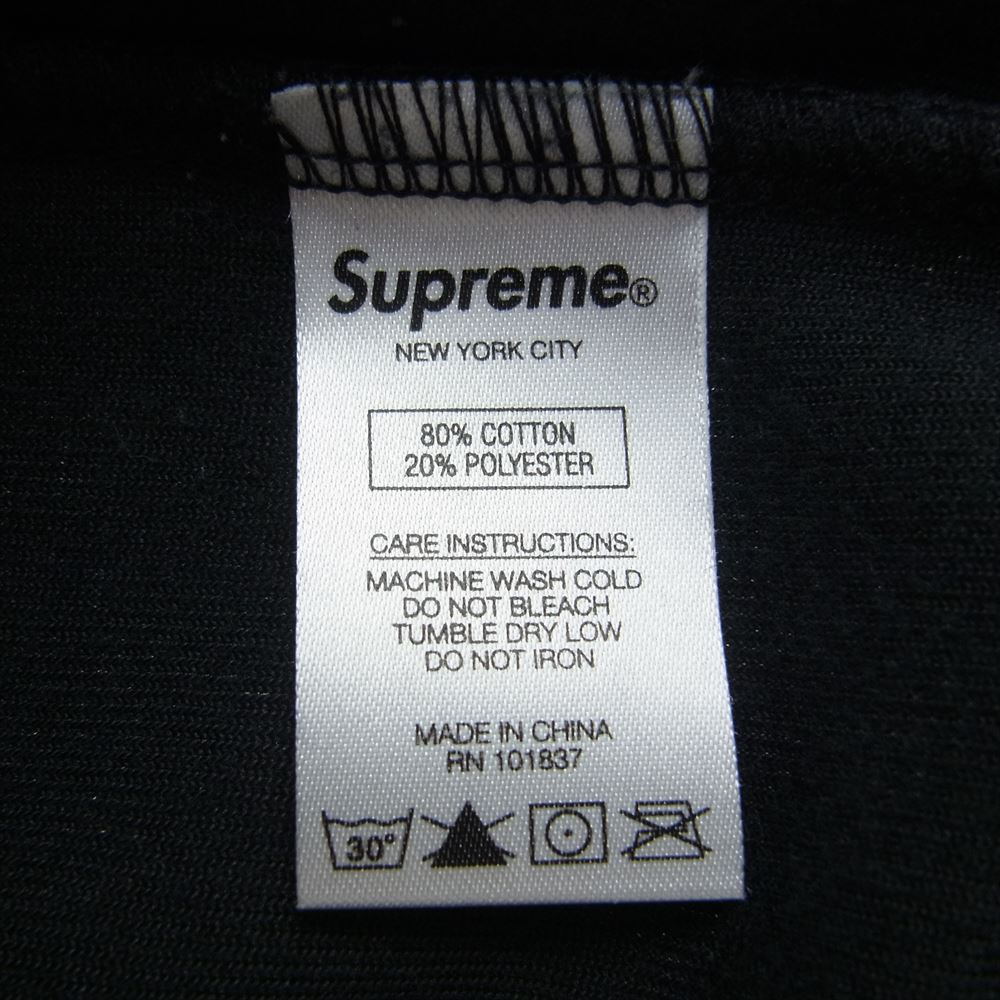 Supreme®
NEW YORK CITY
80% COTTON
20% POLYESTER
CARE INSTRUCTIONS:
MACHINE WASH COLD
DO NOT BLEACH
TUMBLE DRY LOW
DO NOT IRON
MADE IN CHINA
RN 101837
30°